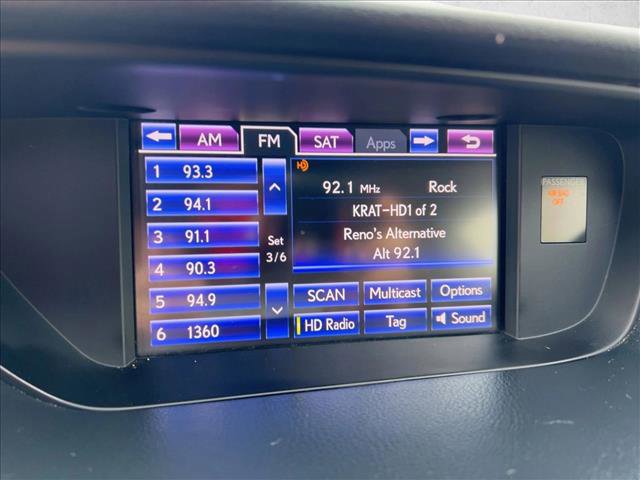 AM FM SAT Apps
1 93.3
2 94.1
3 91.1
4 90.3
5 94.9
6 1360
Set
3/6
92.1 MHz Rock
KRAT-HD1 of 2
Reno's Alternative
Alt 92.1
SCAN Multicast Options
HD Radio Tag Sound
PASSENGER
AIR BAG
OFF